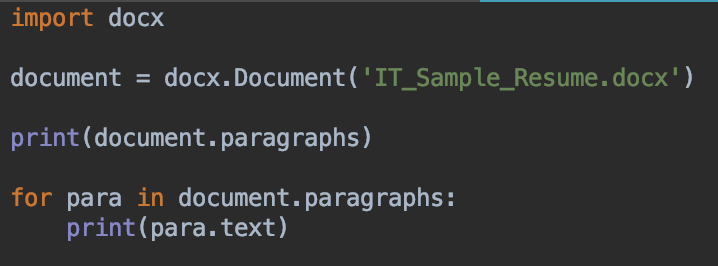 import docx
document = docx.Document('IT_Sample_Resume.docx')
print(document.paragraphs)
for para in document.paragraphs:
    print(para.text)